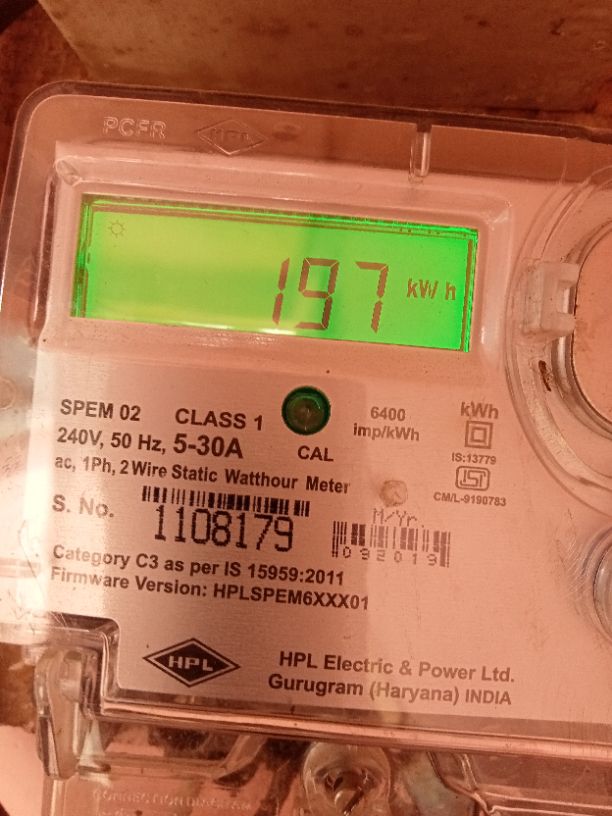 PCFR HPL
197 kWh
SPEM 02 CLASS 1 6400 imp/kWh kWh
240V, 50 Hz, 5-30A CAL IS:13779
ac, 1Ph, 2 Wire Static Watthour Meter CM/L-9190783
S. No. 1108179 M/Yr. 092019
Category C3 as per IS 15959:2011
Firmware Version: HPLSPEM6XXX01
HPL HPL Electric & Power Ltd.
Gurugram (Haryana) INDIA
CONNECTION DIAGRAM